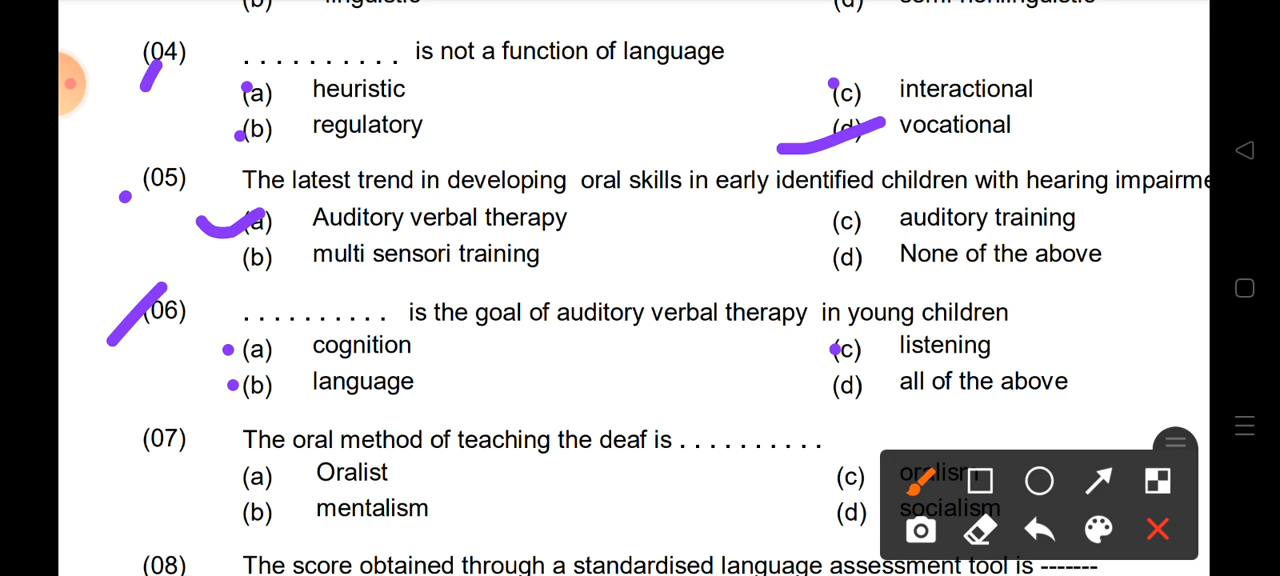 (b) linguistic (d) semi nonlinguistic
(04) . . . . . . . . . . is not a function of language
(a) heuristic (c) interactional
(b) regulatory (d) vocational
(05) The latest trend in developing oral skills in early identified children with hearing impairme
(a) Auditory verbal therapy (c) auditory training
(b) multi sensori training (d) None of the above
(06) . . . . . . . . . . is the goal of auditory verbal therapy in young children
(a) cognition (c) listening
(b) language (d) all of the above
(07) The oral method of teaching the deaf is . . . . . . . . . .
(a) Oralist (c) oralism
(b) mentalism (d) socialism
(08) The score obtained through a standardised language assessment tool is -------